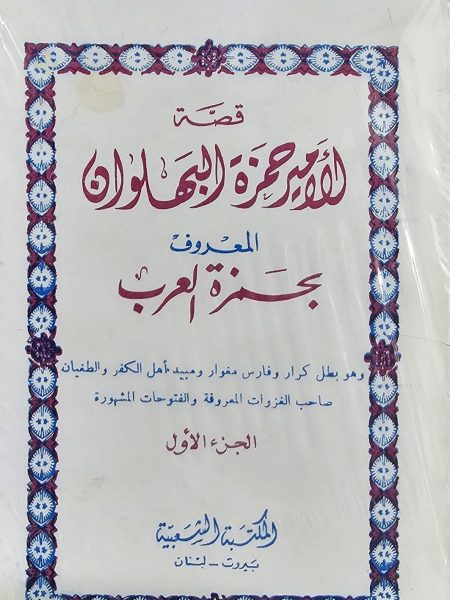 قصة
الأمير حمزة البهلوان
المعروف
بحمزة العرب
وهو بطل كرار وفارس مغوار ومبيد أهل الكفر والطغيان
صاحب الغزوات المعروفة والفتوحات المشهورة
الجزء الأول
المكتبة الشعبية
بيروت - لبنان